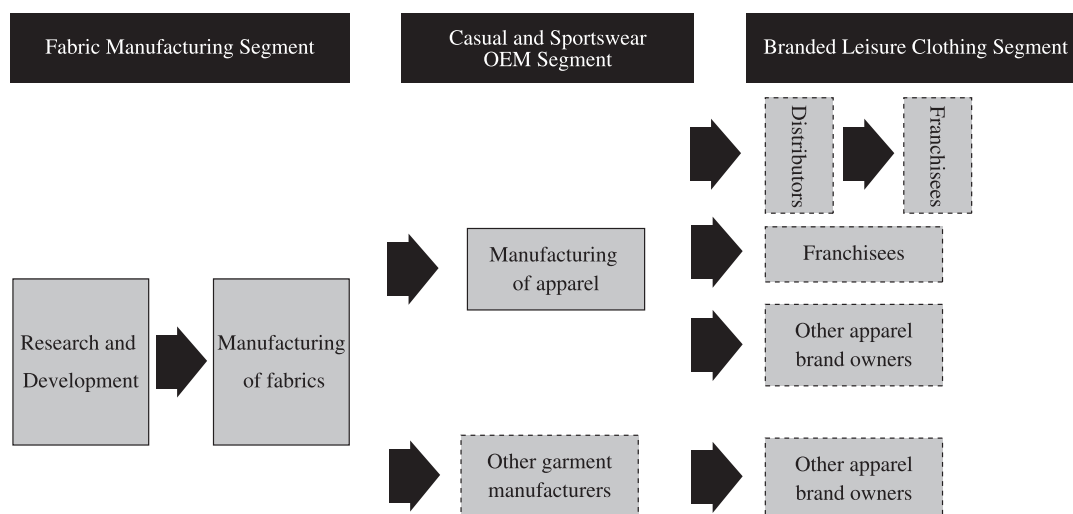 Fabric Manufacturing Segment
Casual and Sportswear
OEM Segment
Branded Leisure Clothing Segment
Distributors
Franchisees
Manufacturing
of apparel
Franchisees
Research and
Development
Manufacturing
of fabrics
Other apparel
brand owners
Other garment
manufacturers
Other apparel
brand owners